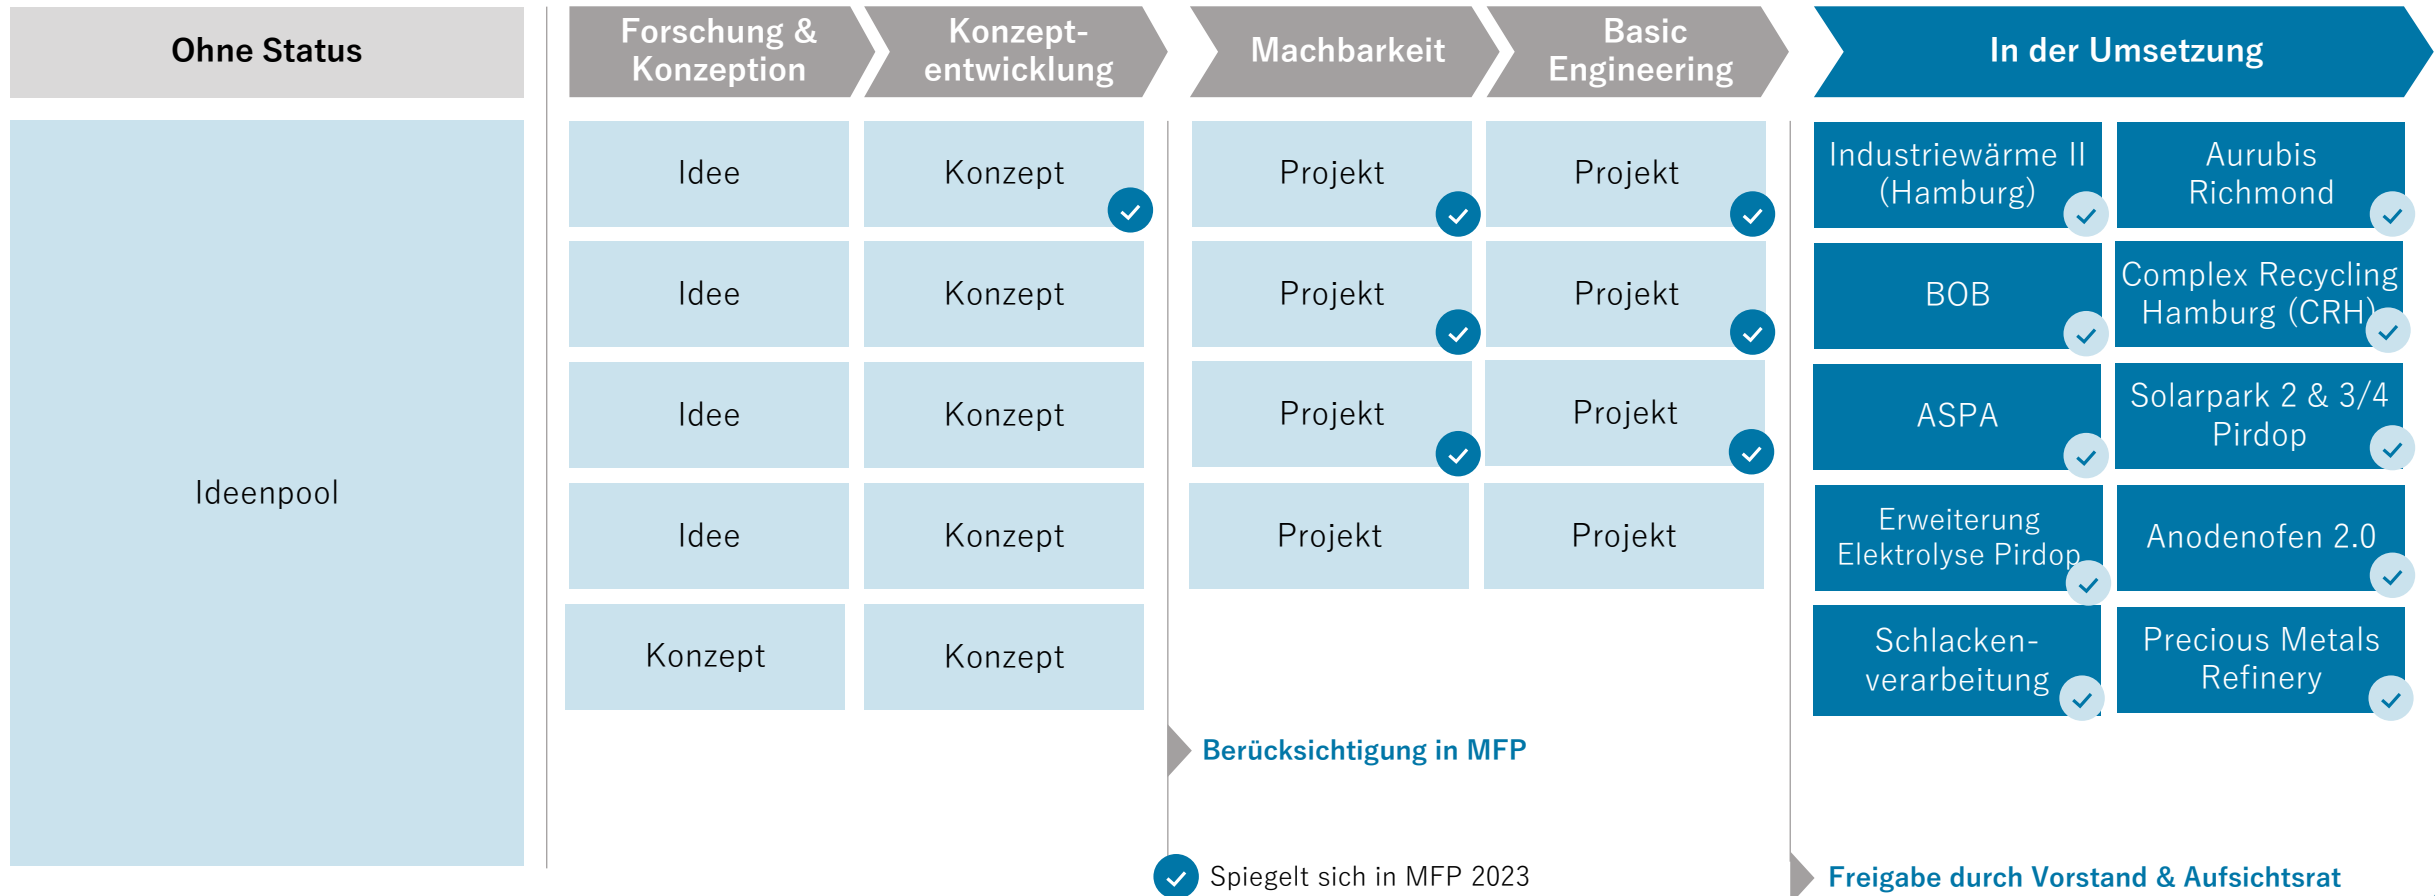 Ohne Status
Forschung &
Konzeption
Konzept-
entwicklung
Machbarkeit
Basic
Engineering
In der Umsetzung
Ideenpool
Idee
Konzept
Projekt
Projekt
Industriewärme II
(Hamburg)
Aurubis
Richmond
Idee
Konzept
Projekt
Projekt
BOB
Complex Recycling
Hamburg (CRH)
Idee
Konzept
Projekt
Projekt
ASPA
Solarpark 2 & 3/4
Pirdop
Idee
Konzept
Projekt
Projekt
Erweiterung
Elektrolyse Pirdop
Anodenofen 2.0
Konzept
Konzept
Schlacken-
verarbeitung
Precious Metals
Refinery
Berücksichtigung in MFP
Spiegelt sich in MFP 2023
Freigabe durch Vorstand & Aufsichtsrat